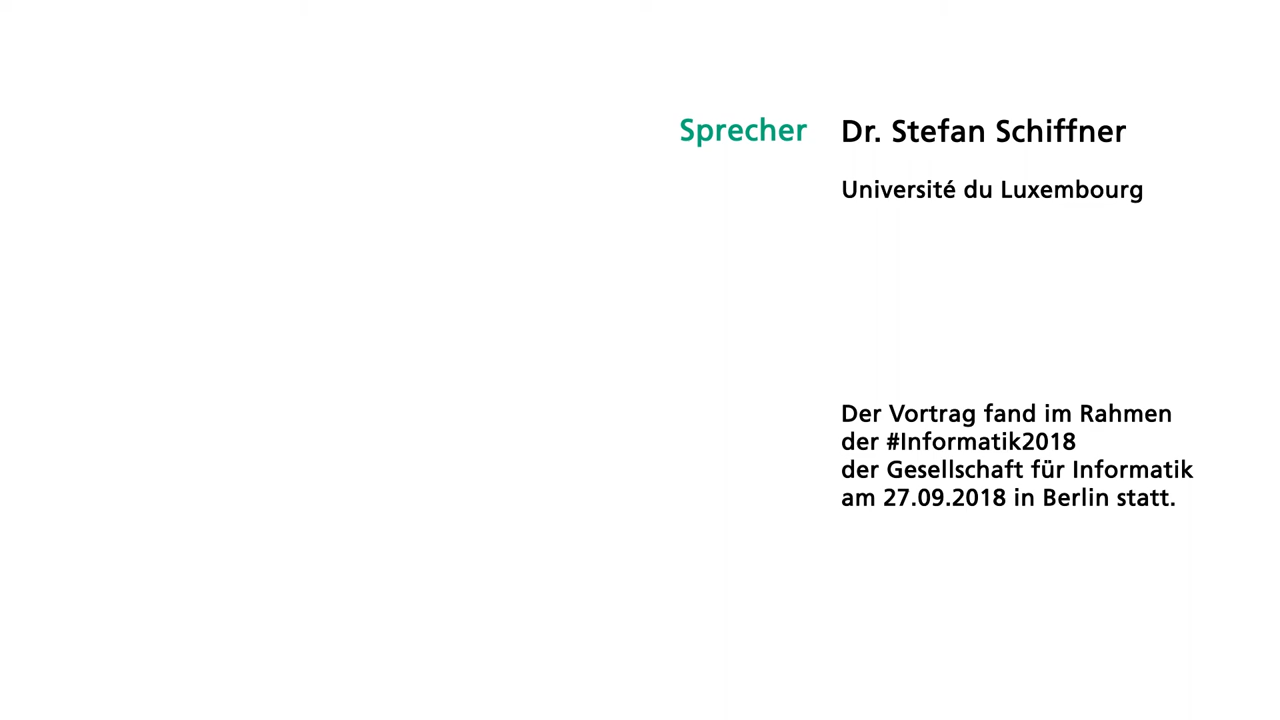 Sprecher Dr. Stefan Schiffner
Université du Luxembourg
Der Vortrag fand im Rahmen
der #Informatik2018
der Gesellschaft für Informatik
am 27.09.2018 in Berlin statt.